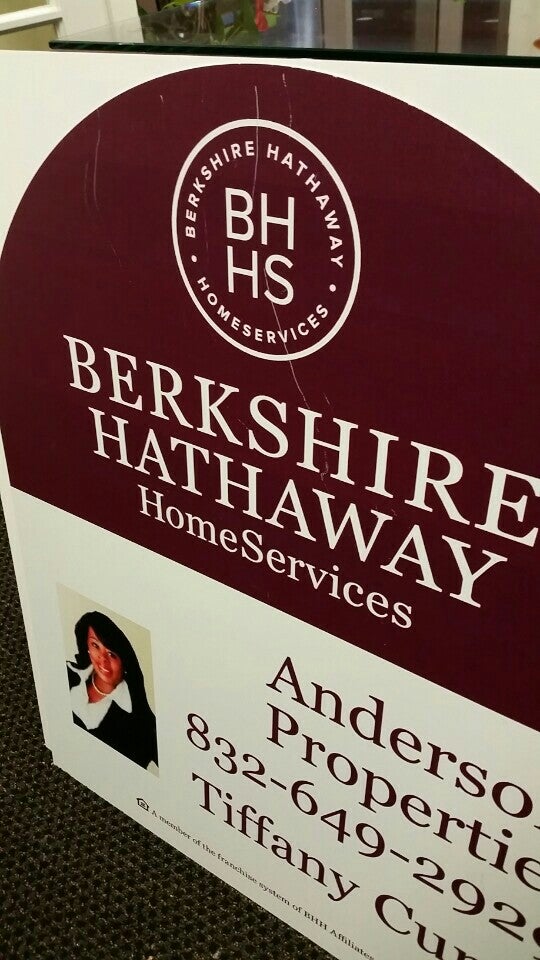 BERKSHIRE HATHAWAY
BH
HS
• HOMESERVICES •
BERKSHIRE
HATHAWAY
HomeServices
Anderso
Propertie
832-649-292
Tiffany Cu
A member of the franchise system of BHH Affiliates